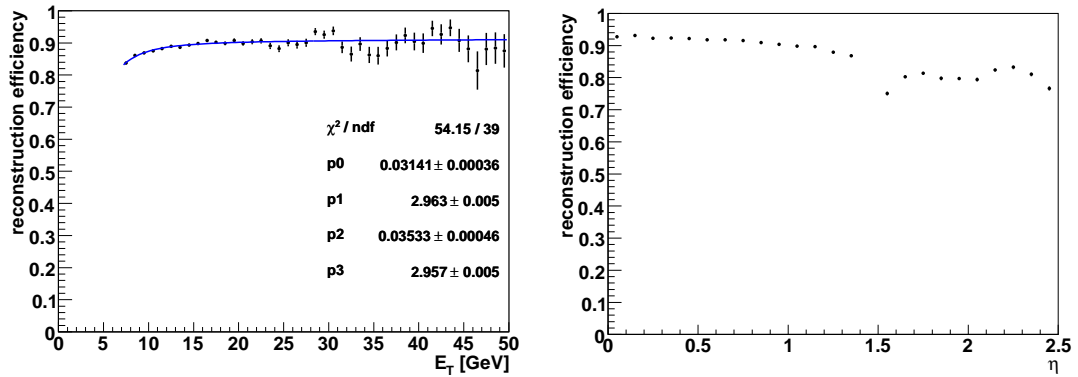 reconstruction efficiency
1
0.9
0.8
0.7
0.6
0.5
0.4
0.3
0.2
0.1
0
χ² / ndf 54.15 / 39
p0 0.03141 ± 0.00036
p1 2.963 ± 0.005
p2 0.03533 ± 0.00046
p3 2.957 ± 0.005
0 5 10 15 20 25 30 35 40 45 50
E_T [GeV]
reconstruction efficiency
1
0.9
0.8
0.7
0.6
0.5
0.4
0.3
0.2
0.1
0
0 0.5 1 1.5 2 2.5
η